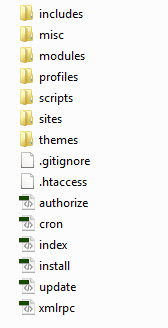 includes
misc
modules
profiles
scripts
sites
themes
.gitignore
.htaccess
authorize
cron
index
install
update
xmlrpc